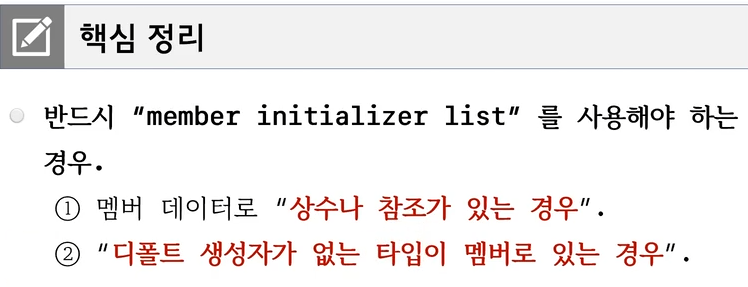 핵심 정리
반드시 "member initializer list" 를 사용해야 하는
경우.
① 멤버 데이터로 "상수나 참조가 있는 경우".
② "디폴트 생성자가 없는 타입이 멤버로 있는 경우".